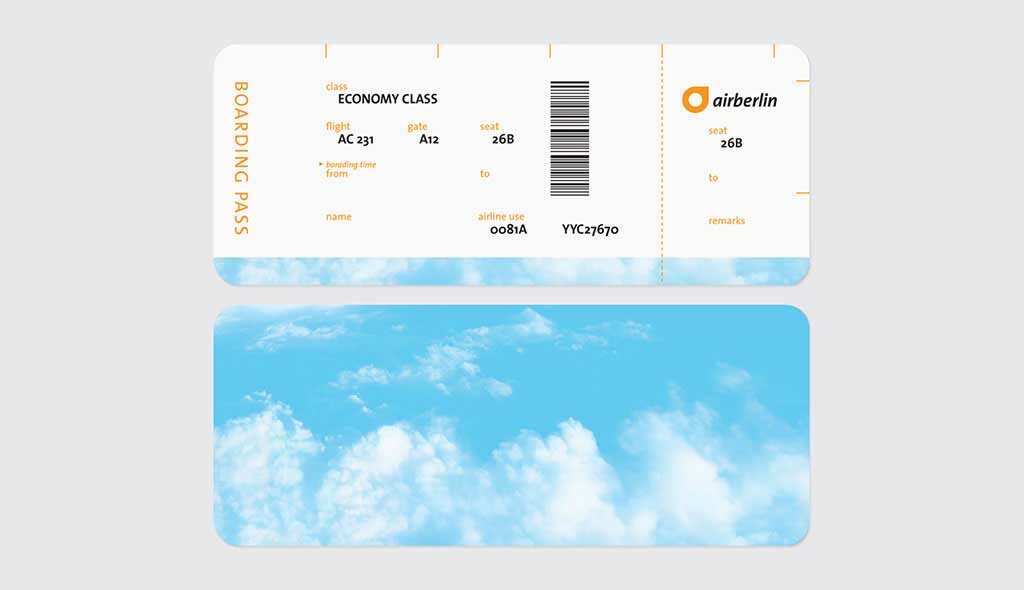 BOARDING PASS
class
ECONOMY CLASS
flight gate seat
AC 231 A12 26B
borading time
from to
name airline use
0081A YYC27670
airberlin
seat
26B
to
remarks